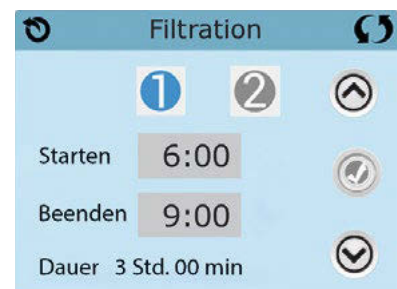 Filtration
1 2
Starten 6:00
Beenden 9:00
Dauer 3 Std. 00 min